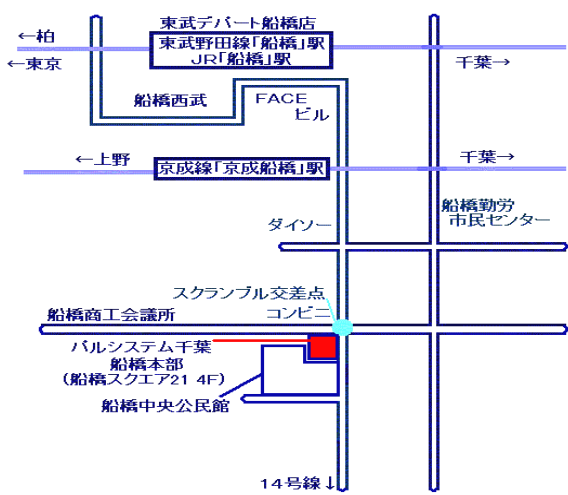 東武デパート船橋店
←柏
東武野田線「船橋」駅
JR「船橋」駅
←東京
千葉→
船橋西武
FACE
ビル
←上野
京成線「京成船橋」駅
千葉→
船橋勤労
市民センター
ダイソー
スクランブル交差点
船橋商工会議所
コンビニ
パルシステム千葉
船橋本部
(船橋スクエア21 4F)
船橋中央公民館
14号線↓